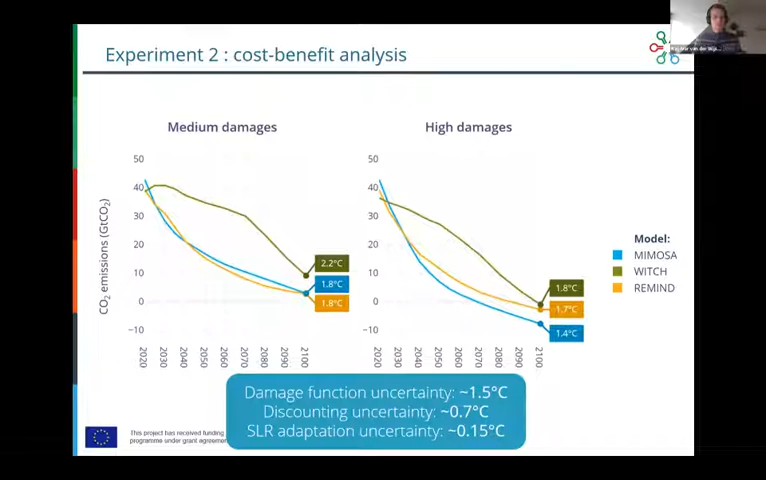 Experiment 2 : cost-benefit analysis
Medium damages
High damages
CO2 emissions (GtCO2)
50
40
30
20
10
0
−10
2.2°C
1.8°C
1.8°C
2020
2030
2040
2050
2060
2070
2080
2090
2100
50
40
30
20
10
0
−10
1.8°C
1.7°C
1.4°C
2020
2030
2040
2050
2060
2070
2080
2090
2100
Model:
MIMOSA
WITCH
REMIND
Damage function uncertainty: ~1.5°C
Discounting uncertainty: ~0.7°C
SLR adaptation uncertainty: ~0.15°C
This project has received funding
programme under grant agreemen